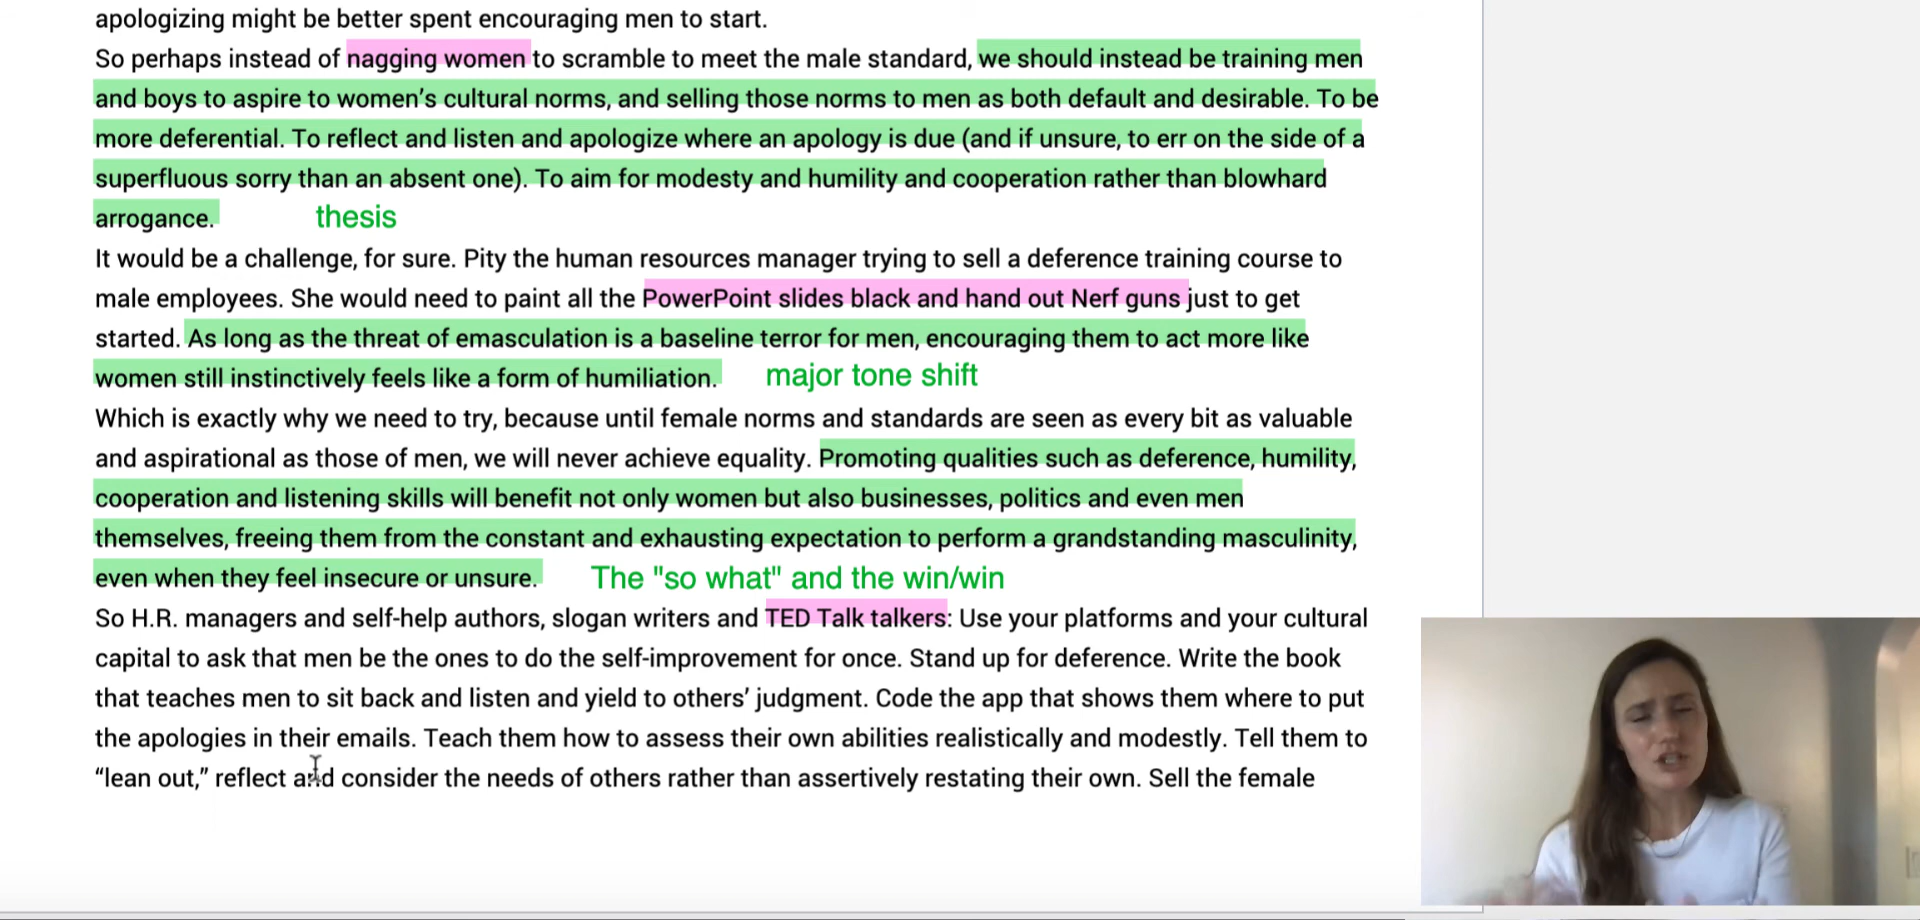 apologizing might be better spent encouraging men to start.
So perhaps instead of nagging women to scramble to meet the male standard, we should instead be training men
and boys to aspire to women's cultural norms, and selling those norms to men as both default and desirable. To be
more deferential. To reflect and listen and apologize where an apology is due (and if unsure, to err on the side of a
superfluous sorry than an absent one). To aim for modesty and humility and cooperation rather than blowhard
arrogance. thesis
It would be a challenge, for sure. Pity the human resources manager trying to sell a deference training course to
male employees. She would need to paint all the PowerPoint slides black and hand out Nerf guns just to get
started. As long as the threat of emasculation is a baseline terror for men, encouraging them to act more like
women still instinctively feels like a form of humiliation. major tone shift
Which is exactly why we need to try, because until female norms and standards are seen as every bit as valuable
and aspirational as those of men, we will never achieve equality. Promoting qualities such as deference, humility,
cooperation and listening skills will benefit not only women but also businesses, politics and even men
themselves, freeing them from the constant and exhausting expectation to perform a grandstanding masculinity,
even when they feel insecure or unsure. The "so what" and the win/win
So H.R. managers and self-help authors, slogan writers and TED Talk talkers: Use your platforms and your cultural
capital to ask that men be the ones to do the self-improvement for once. Stand up for deference. Write the book
that teaches men to sit back and listen and yield to others' judgment. Code the app that shows them where to put
the apologies in their emails. Teach them how to assess their own abilities realistically and modestly. Tell them to
“lean out,” reflect and consider the needs of others rather than assertively restating their own. Sell the female